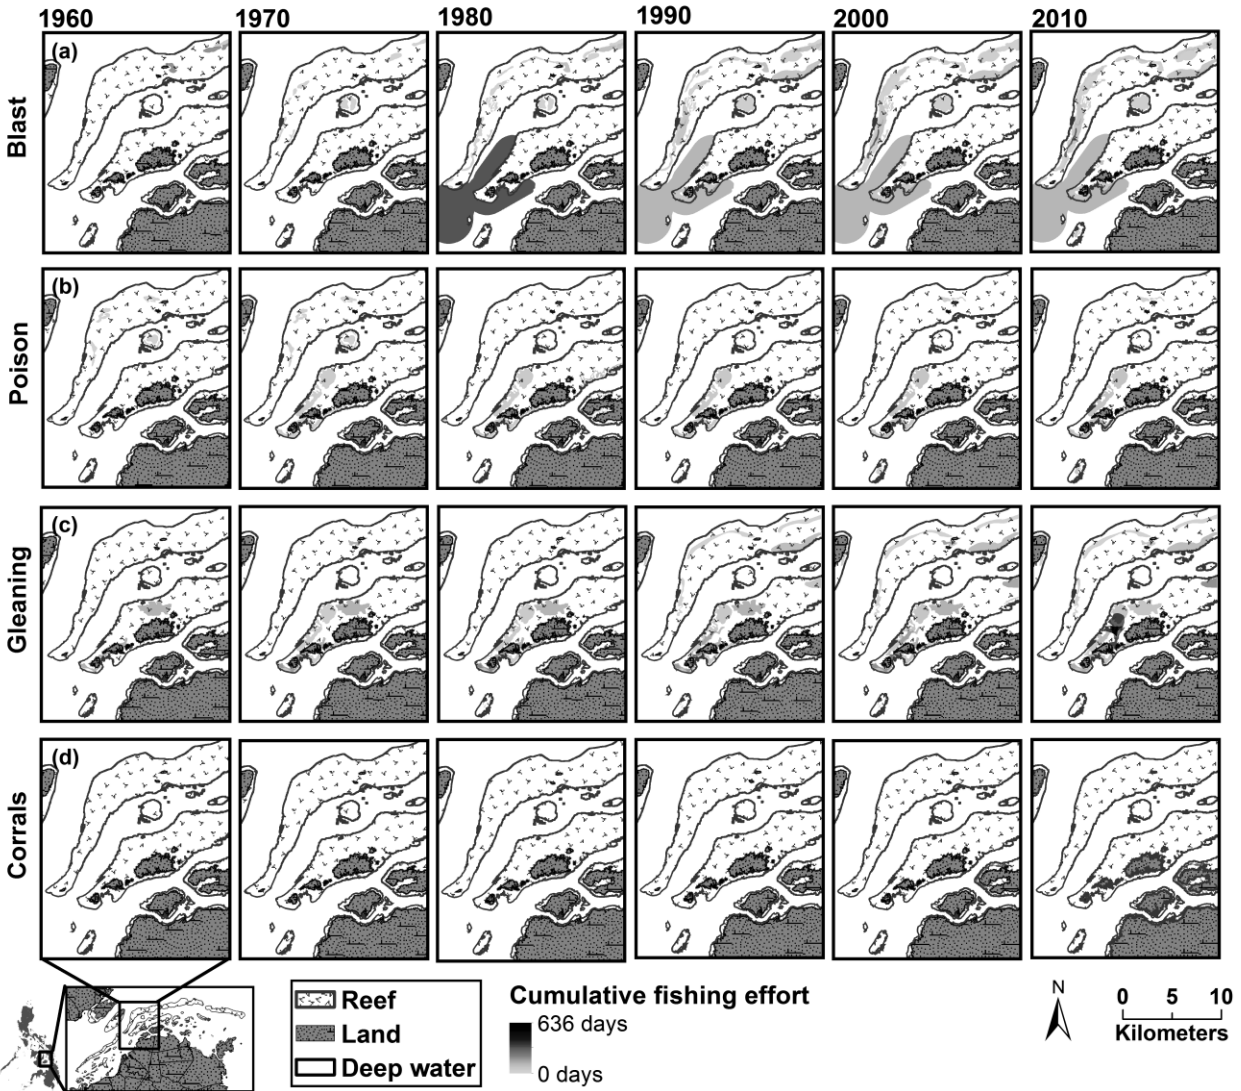 1960 1970 1980 1990 2000 2010
(a)
Blast
(b)
Poison
(c)
Gleaning
(d)
Corrals
Reef
Land
Deep water
Cumulative fishing effort
636 days
0 days
N
0 5 10
Kilometers